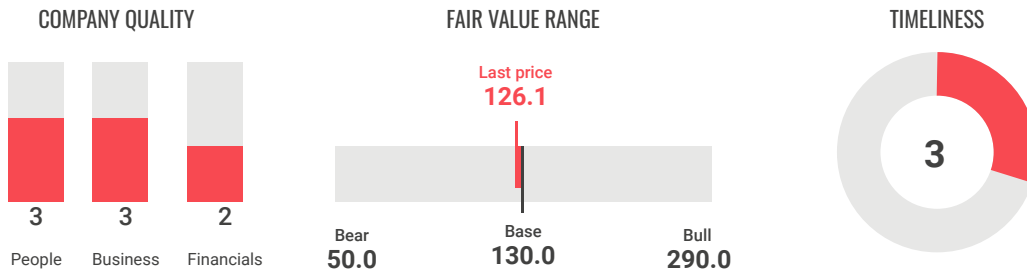 COMPANY QUALITY
3
3
2
People
Business
Financials
FAIR VALUE RANGE
Last price
126.1
Bear
50.0
Base
130.0
Bull
290.0
TIMELINESS
3